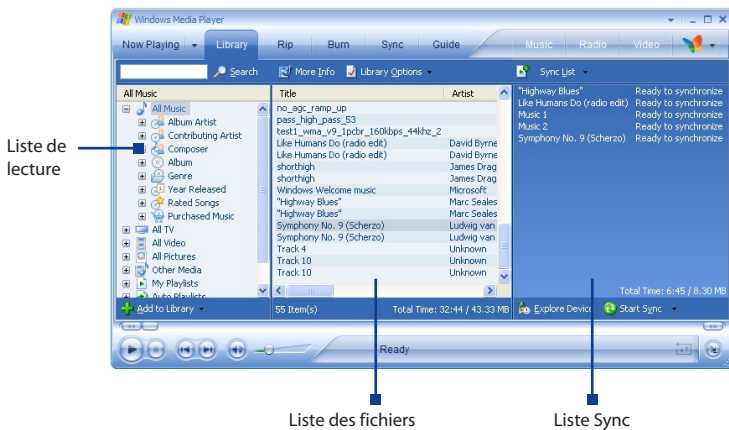 Windows Media Player
Now Playing Library Rip Burn Sync Guide Music Radio Video
Search More Info Library Options Sync List
All Music
All Music
Album Artist
Contributing Artist
Composer
Album
Genre
Year Released
Rated Songs
Purchased Music
All TV
All Video
All Pictures
Other Media
My Playlists
Auto Playlists
Add to Library
Title Artist
no_agc_ramp_up
pass_high_pass_53
test1_wma_v9_1pcbr_160kbps_44khz_2
Like Humans Do (radio edit) David Byrne
Like Humans Do (radio edit) David Byrne
shorthigh James Drag
shorthigh James Drag
Windows Welcome music Microsoft
"Highway Blues" Marc Seales
"Highway Blues" Marc Seales
Symphony No. 9 (Scherzo) Ludwig van
Symphony No. 9 (Scherzo) Ludwig van
Track 4 Unknown
Track 10 Unknown
Track 10 Unknown
55 Item(s) Total Time: 32:44 / 43.33 MB
"Highway Blues" Ready to synchronize
Like Humans Do (radio edit) Ready to synchronize
Music 1 Ready to synchronize
Music 2 Ready to synchronize
Symphony No. 9 (Scherzo) Ready to synchronize
Total Time: 6:45 / 8.30 MB
Explore Device Start Sync
Ready
Liste de
lecture
Liste des fichiers
Liste Sync